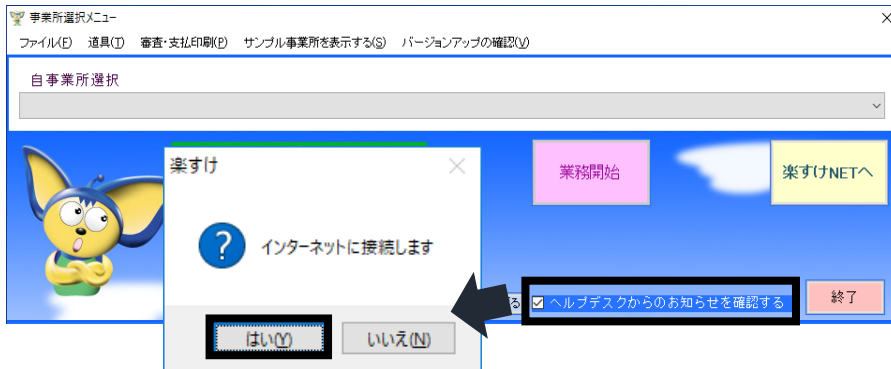 事業所選択メニュー
ファイル(F) 道具(T) 審査・支払印刷(P) サンプル事業所を表示する(S) バージョンアップの確認(V)
自事業所選択
楽すけ
インターネットに接続します
はい(Y) いいえ(N)
業務開始
楽すけNETへ
る
ヘルプデスクからのお知らせを確認する
終了